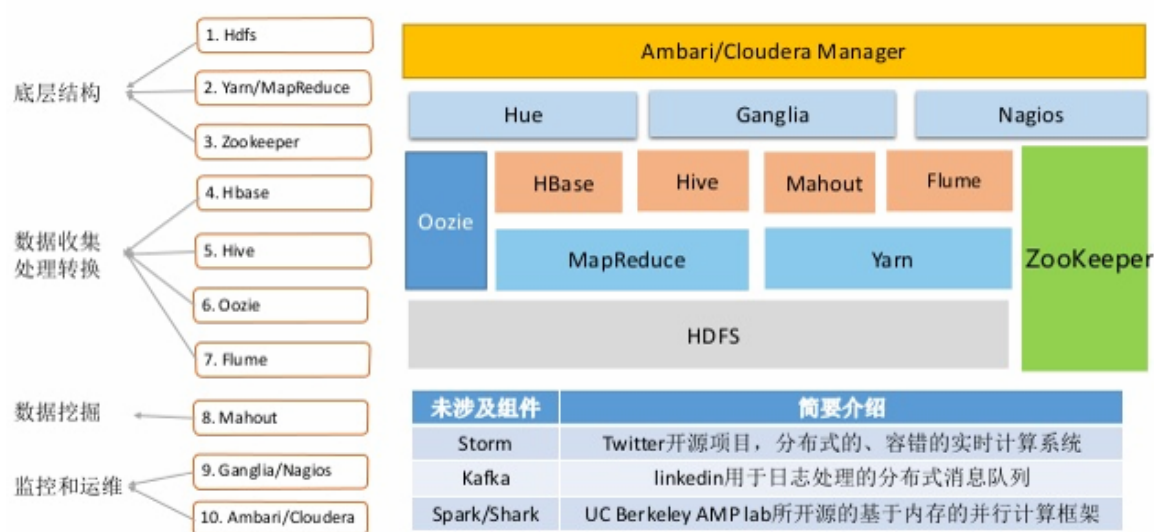 底层结构
1. Hdfs
2. Yarn/MapReduce
3. Zookeeper
数据收集
处理转换
4. Hbase
5. Hive
6. Oozie
7. Flume
数据挖掘
8. Mahout
监控和运维
9. Ganglia/Nagios
10. Ambari/Cloudera
Ambari/Cloudera Manager
Hue
Ganglia
Nagios
Oozie
HBase
Hive
Mahout
Flume
MapReduce
Yarn
ZooKeeper
HDFS
未涉及组件 简要介绍
Storm Twitter开源项目，分布式的、容错的实时计算系统
Kafka linkedin用于日志处理的分布式消息队列
Spark/Shark UC Berkeley AMP lab所开源的基于内存的并行计算框架